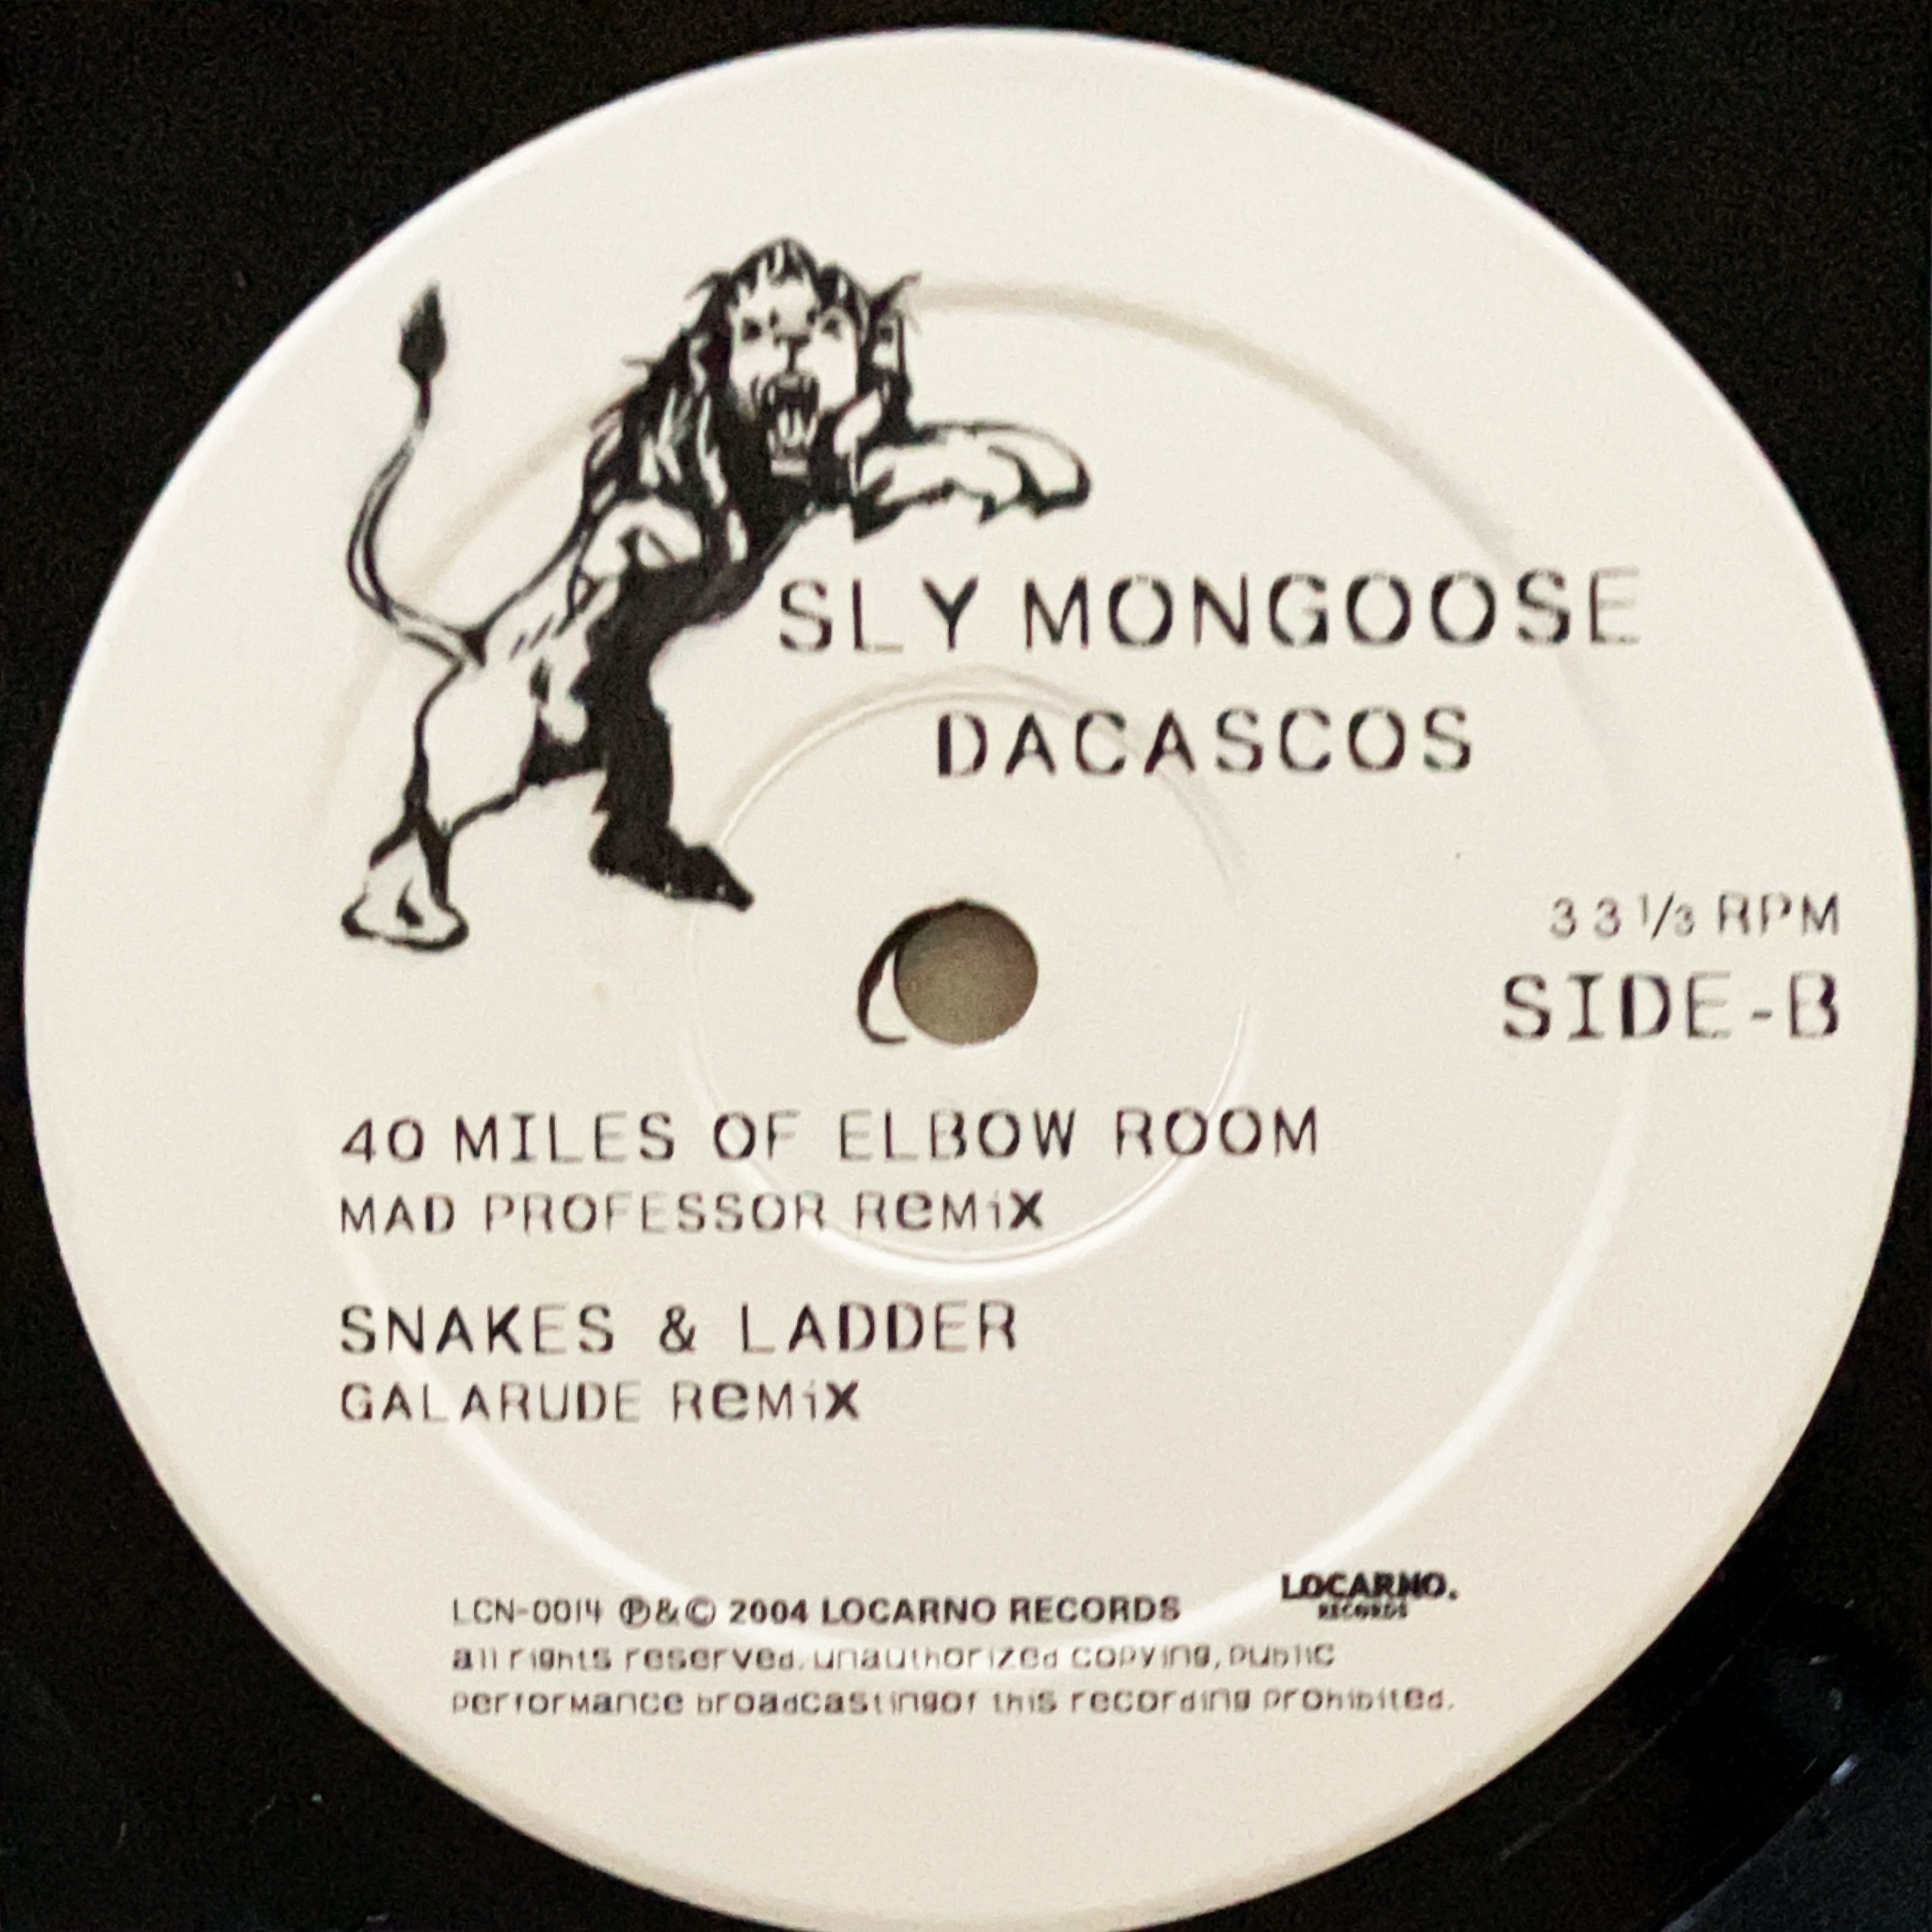 SLY MONGOOSE
DACASCOS
33 1/3 RPM
SIDE-B
40 MILES OF ELBOW ROOM
MAD PROFESSOR ReMiX
SNAKES & LADDER
GALARUDE ReMiX
LCN-0014 ℗&© 2004 LOCARNO RECORDS
LOCARNO.
RECORDS
all rights reserved. unauthorized copying, public
performance broadcastingof this recording prohibited.